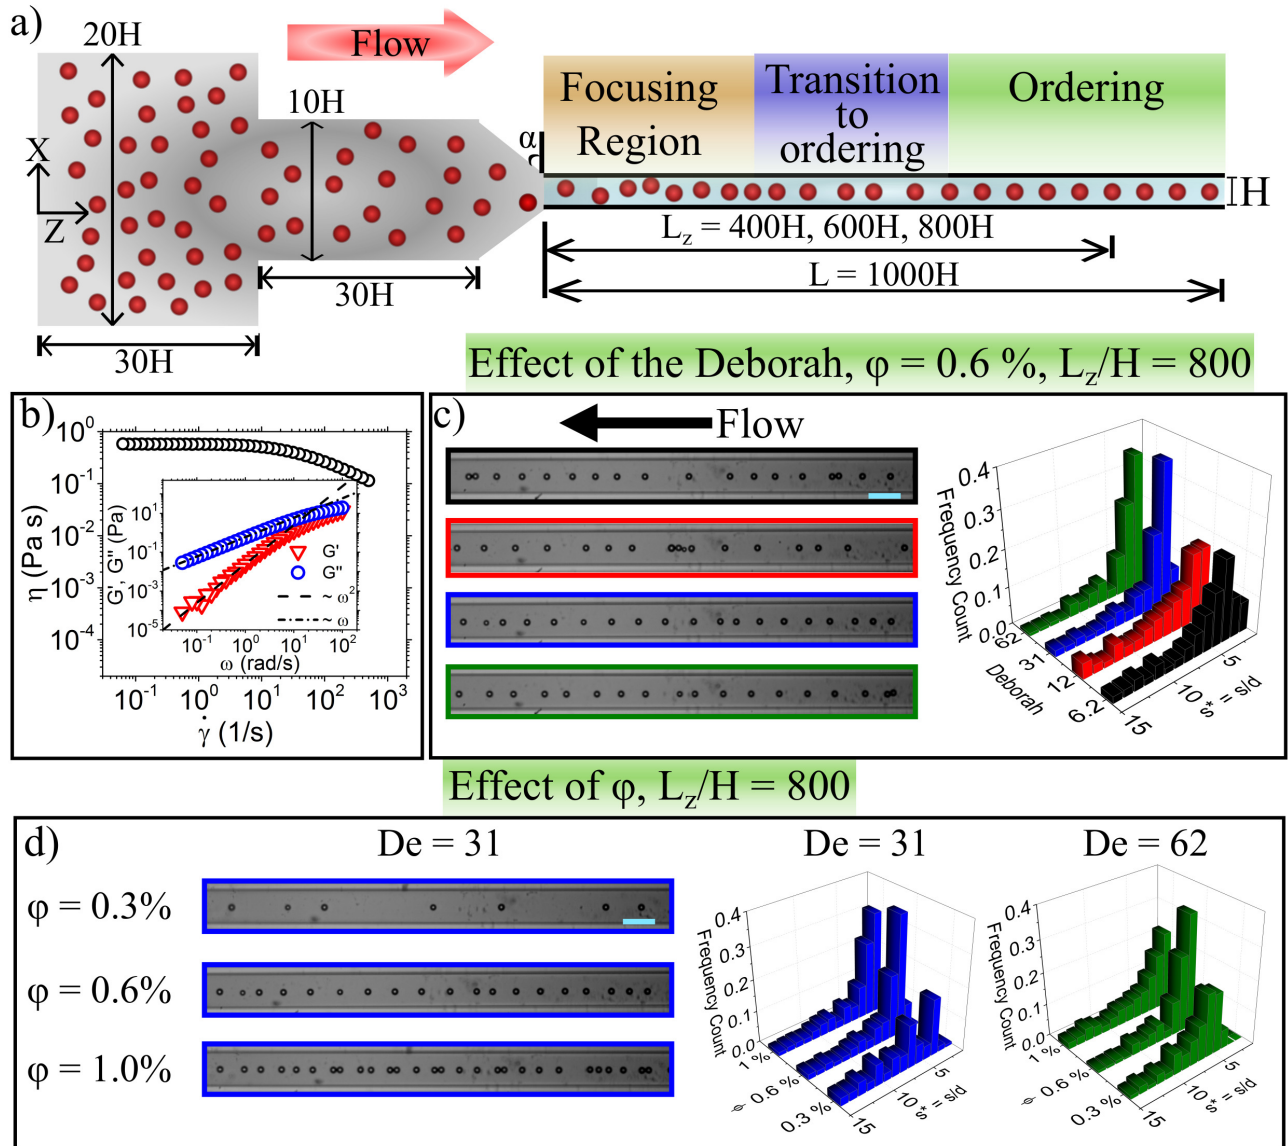 a)
20H
Flow
10H
X
Z
30H
30H
α
Focusing
Region
Transition
to
ordering
Ordering
H
L_z = 400H, 600H, 800H
L = 1000H
Effect of the Deborah, φ = 0.6 %, L_z/H = 800
b)
10^0
10^-1
10^-2
10^-3
10^-4
η (Pa s)
10^-1
10^0
10^1
10^2
10^3
γ̇ (1/s)
G', G'' (Pa)
10^1
10^-1
10^-3
10^-5
G'
G''
~ ω^2
~ ω
10^-1
10^0
10^1
10^2
ω (rad/s)
c)
Flow
0.4
0.3
0.2
0.1
0.0
Frequency Count
62
31
12
6.2
Deborah
15
10
5
s* = s/d
Effect of φ, L_z/H = 800
d)
De = 31
De = 31
De = 62
φ = 0.3%
φ = 0.6%
φ = 1.0%
0.4
0.3
0.2
0.1
0.0
Frequency Count
1 %
0.6 %
0.3 %
φ
15
10
5
s* = s/d
0.4
0.3
0.2
0.1
0.0
Frequency Count
1 %
0.6 %
0.3 %
φ
15
10
5
s* = s/d